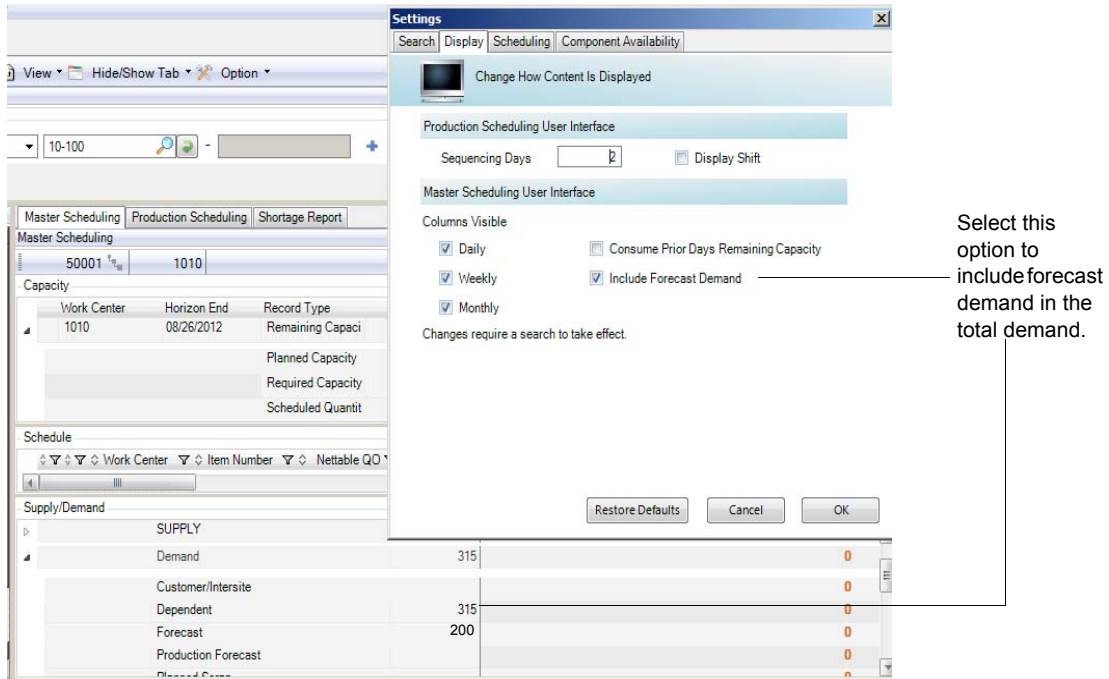 Settings
Search Display Scheduling Component Availability
Change How Content Is Displayed
Production Scheduling User Interface
Sequencing Days 2 Display Shift
Master Scheduling User Interface
Columns Visible
Daily Consume Prior Days Remaining Capacity
Weekly Include Forecast Demand
Monthly
Changes require a search to take effect.
Restore Defaults Cancel OK
View Hide/Show Tab Option
10-100 -
Master Scheduling Production Scheduling Shortage Report
Master Scheduling
50001 1010
Capacity
Work Center Horizon End Record Type
1010 08/26/2012 Remaining Capaci
Planned Capacity
Required Capacity
Scheduled Quantit
Schedule
Work Center Item Number Nettable QO
Supply/Demand
SUPPLY
Demand 315 0
Customer/Intersite 0
Dependent 315 0
Forecast 200 0
Production Forecast 0
Select this
option to
include forecast
demand in the
total demand.